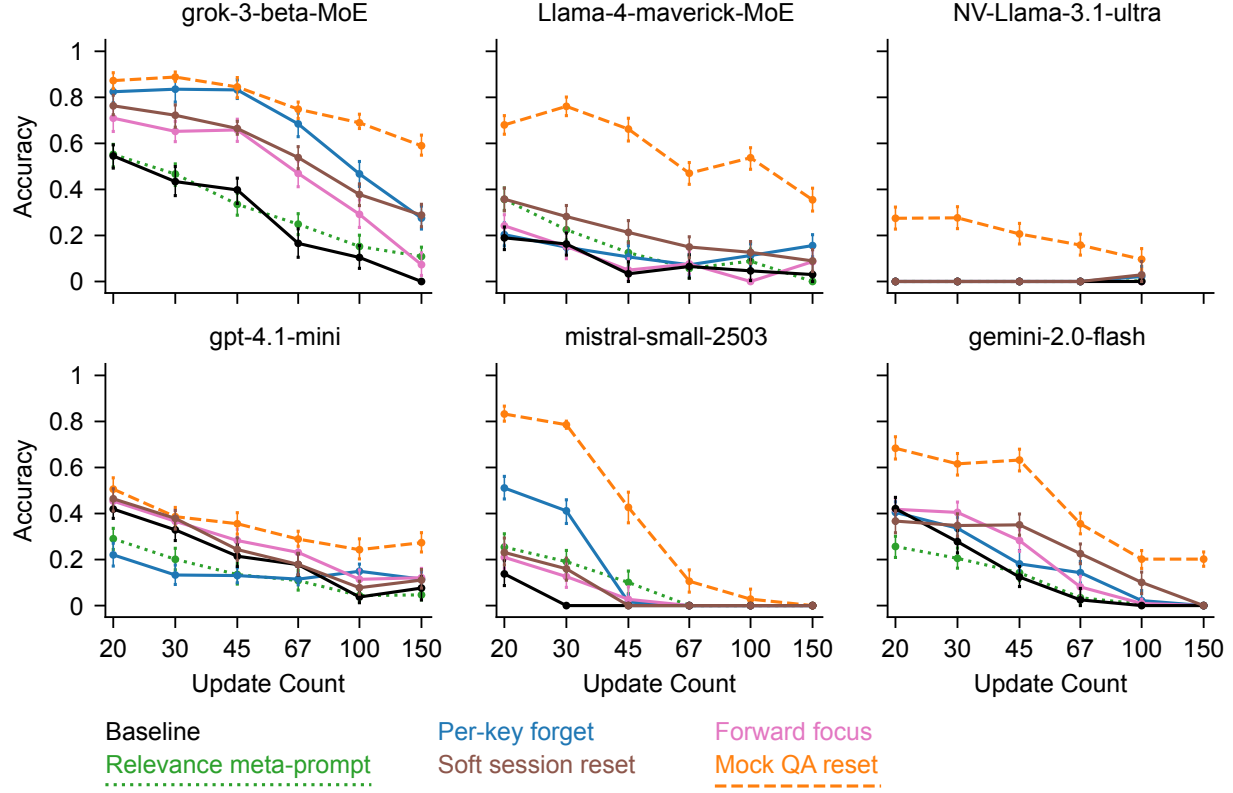 grok-3-beta-MoE Llama-4-maverick-MoE NV-Llama-3.1-ultra
1
0.8
0.6
0.4
0.2
0
Accuracy
gpt-4.1-mini mistral-small-2503 gemini-2.0-flash
1
0.8
0.6
0.4
0.2
0
Accuracy
20 30 45 67 100 150 20 30 45 67 100 150 20 30 45 67 100 150
Update Count Update Count Update Count
Baseline Per-key forget Forward focus
Relevance meta-prompt Soft session reset Mock QA reset